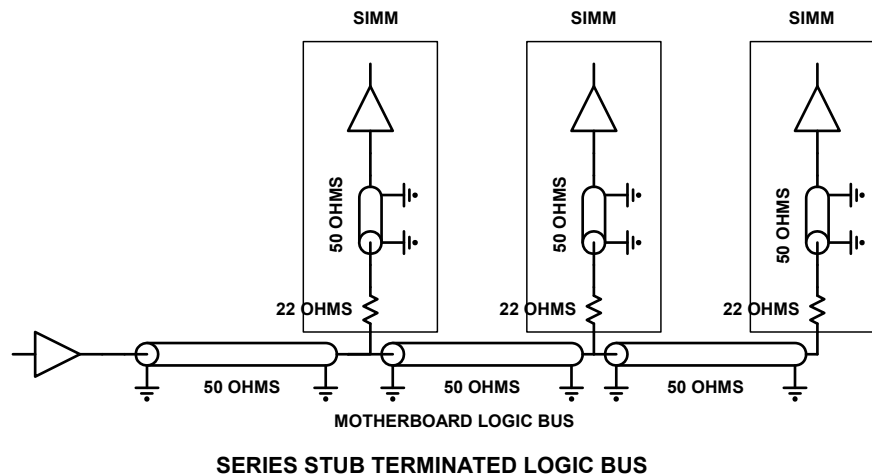 SIMM
SIMM
SIMM
50 OHMS
50 OHMS
50 OHMS
22 OHMS
22 OHMS
22 OHMS
50 OHMS
50 OHMS
50 OHMS
MOTHERBOARD LOGIC BUS
SERIES STUB TERMINATED LOGIC BUS